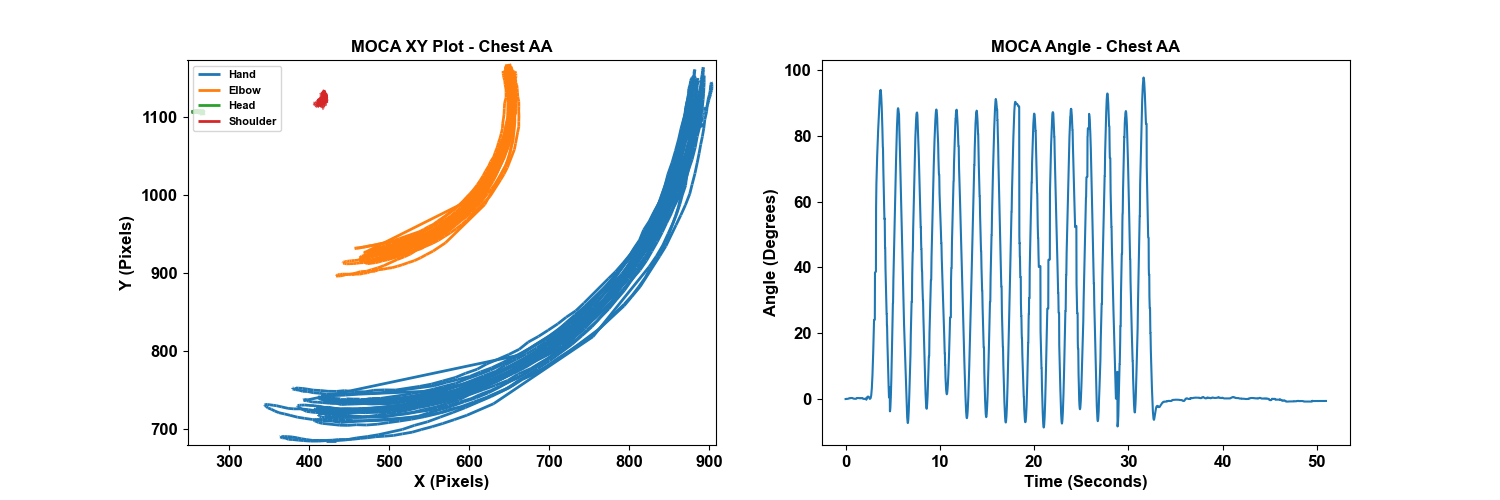 MOCA XY Plot - Chest AA
Hand
Elbow
Head
Shoulder
1100
1000
900
800
700
Y (Pixels)
300 400 500 600 700 800 900
X (Pixels)
MOCA Angle - Chest AA
100
80
60
40
20
0
Angle (Degrees)
0 10 20 30 40 50
Time (Seconds)